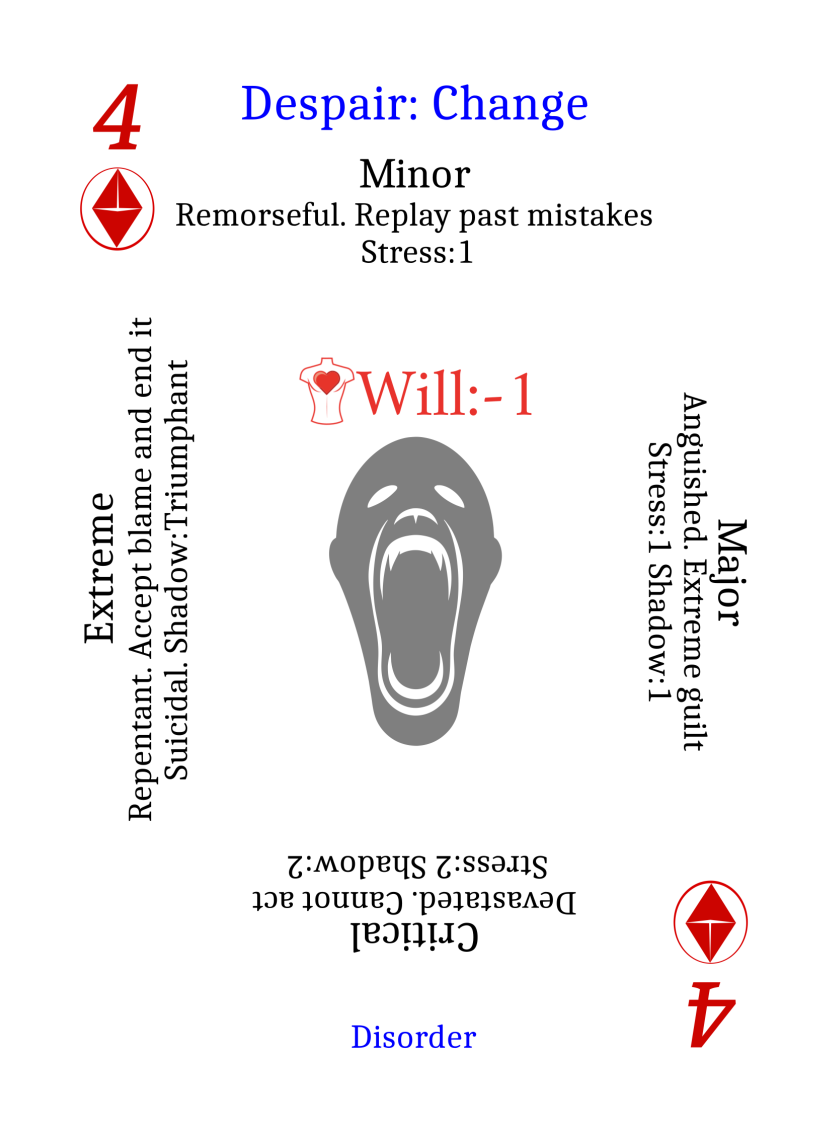 4
Despair: Change
Minor
Remorseful. Replay past mistakes
Stress:1
Will:-1
Major
Anguished. Extreme guilt
Stress:1 Shadow:1
Critical
Devastated. Cannot act
Stress:2 Shadow:2
Extreme
Repentant. Accept blame and end it
Suicidal. Shadow:Triumphant
Disorder
4